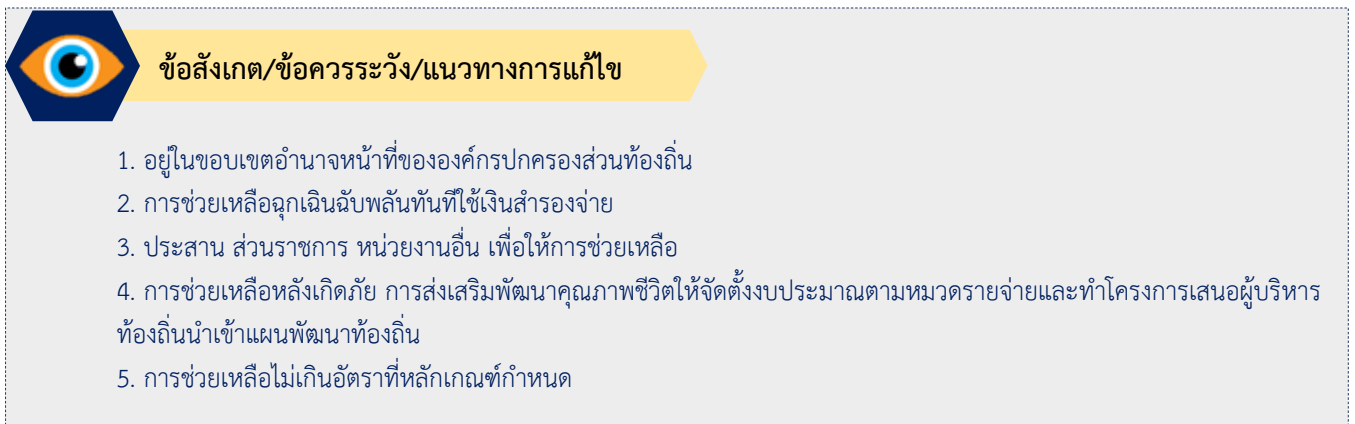 ข้อสังเกต/ข้อควรระวัง/แนวทางการแก้ไข
1. อยู่ในขอบเขตอำนาจหน้าที่ขององค์กรปกครองส่วนท้องถิ่น
2. การช่วยเหลือฉุกเฉินฉับพลันทันทีใช้เงินสำรองจ่าย
3. ประสาน ส่วนราชการ หน่วยงานอื่น เพื่อให้การช่วยเหลือ
4. การช่วยเหลือหลังเกิดภัย การส่งเสริมพัฒนาคุณภาพชีวิตให้จัดตั้งงบประมาณตามหมวดรายจ่ายและทำโครงการเสนอผู้บริหาร
ท้องถิ่นนำเข้าแผนพัฒนาท้องถิ่น
5. การช่วยเหลือไม่เกินอัตราที่หลักเกณฑ์กำหนด